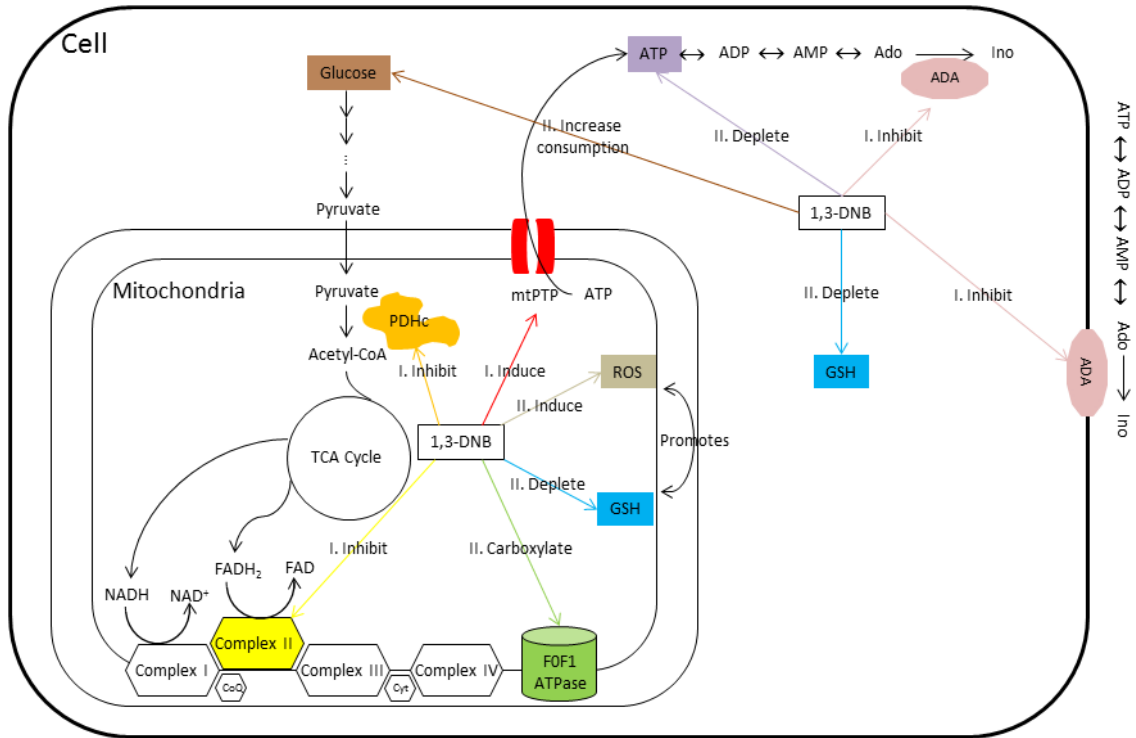 Cell
Glucose
ATP
ADP
AMP
Ado
Ino
ADA
II. Increase
consumption
II. Deplete
I. Inhibit
1,3-DNB
⋮
Pyruvate
II. Deplete
I. Inhibit
GSH
ATP
ADP
AMP
Ado
Ino
ADA
Mitochondria
Pyruvate
mtPTP
ATP
PDHc
Acetyl-CoA
I. Inhibit
I. Induce
ROS
II. Induce
1,3-DNB
Promotes
TCA Cycle
II. Deplete
GSH
I. Inhibit
II. Carboxylate
FADH₂
FAD
NADH
NAD⁺
Complex I
Complex II
CoQ
Complex III
Cyt
Complex IV
F0F1
ATPase